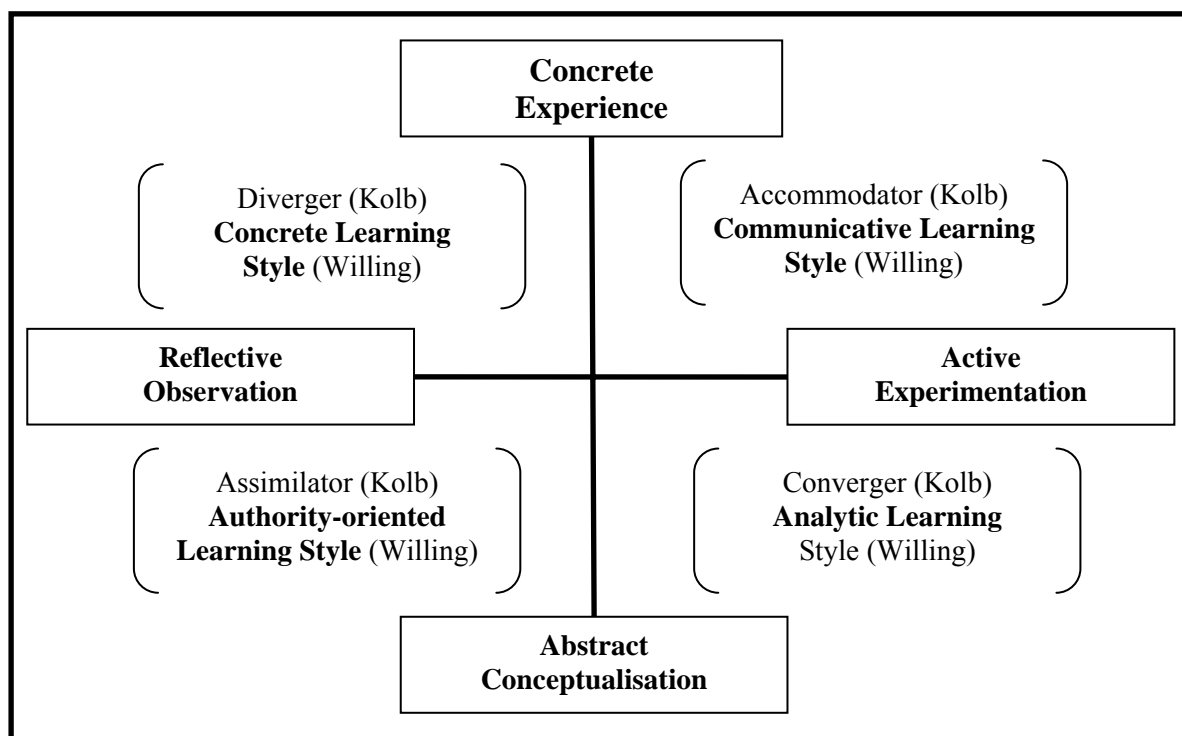 Concrete
Experience
Diverger (Kolb)
Concrete Learning
Style (Willing)
Accommodator (Kolb)
Communicative Learning
Style (Willing)
Reflective
Observation
Active
Experimentation
Assimilator (Kolb)
Authority-oriented
Learning Style (Willing)
Converger (Kolb)
Analytic Learning
Style (Willing)
Abstract
Conceptualisation